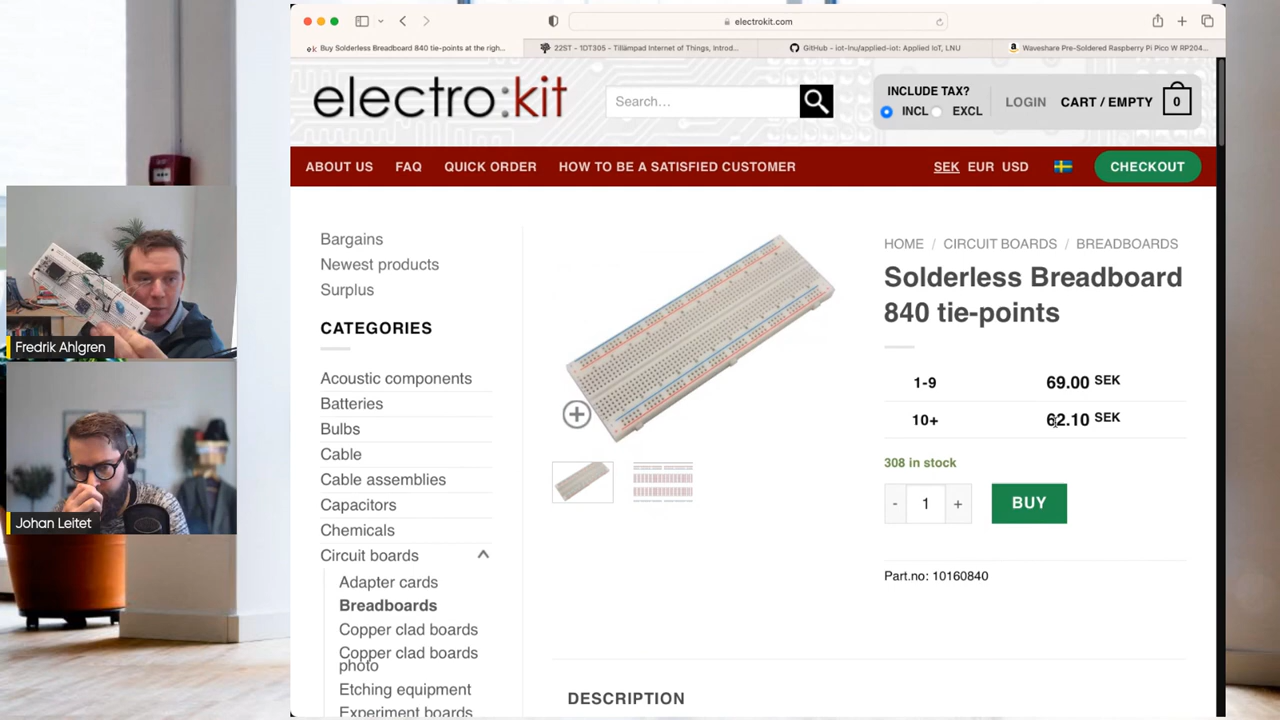 electrokit.com
Buy Solderless Breadboard 840 tie-points at the righ...
22ST - 1DT305 - Tillämpad Internet of Things, Introd...
GitHub - iot-lnu/applied-iot: Applied IoT, LNU
Waveshare Pre-Soldered Raspberry Pi Pico W RP204...
electro:kit
Search...
INCLUDE TAX?
INCL EXCL
LOGIN
CART / EMPTY
0
ABOUT US
FAQ
QUICK ORDER
HOW TO BE A SATISFIED CUSTOMER
SEK EUR USD
CHECKOUT
Bargains
Newest products
Surplus
CATEGORIES
Acoustic components
Batteries
Bulbs
Cable
Cable assemblies
Capacitors
Chemicals
Circuit boards
Adapter cards
Breadboards
Copper clad boards
Copper clad boards
photo
Etching equipment
Experiment boards
HOME / CIRCUIT BOARDS / BREADBOARDS
Solderless Breadboard
840 tie-points
1-9 69.00 SEK
10+ 62.10 SEK
308 in stock
- 1 +
BUY
Part.no: 10160840
DESCRIPTION
Fredrik Ahlgren
Johan Leitet